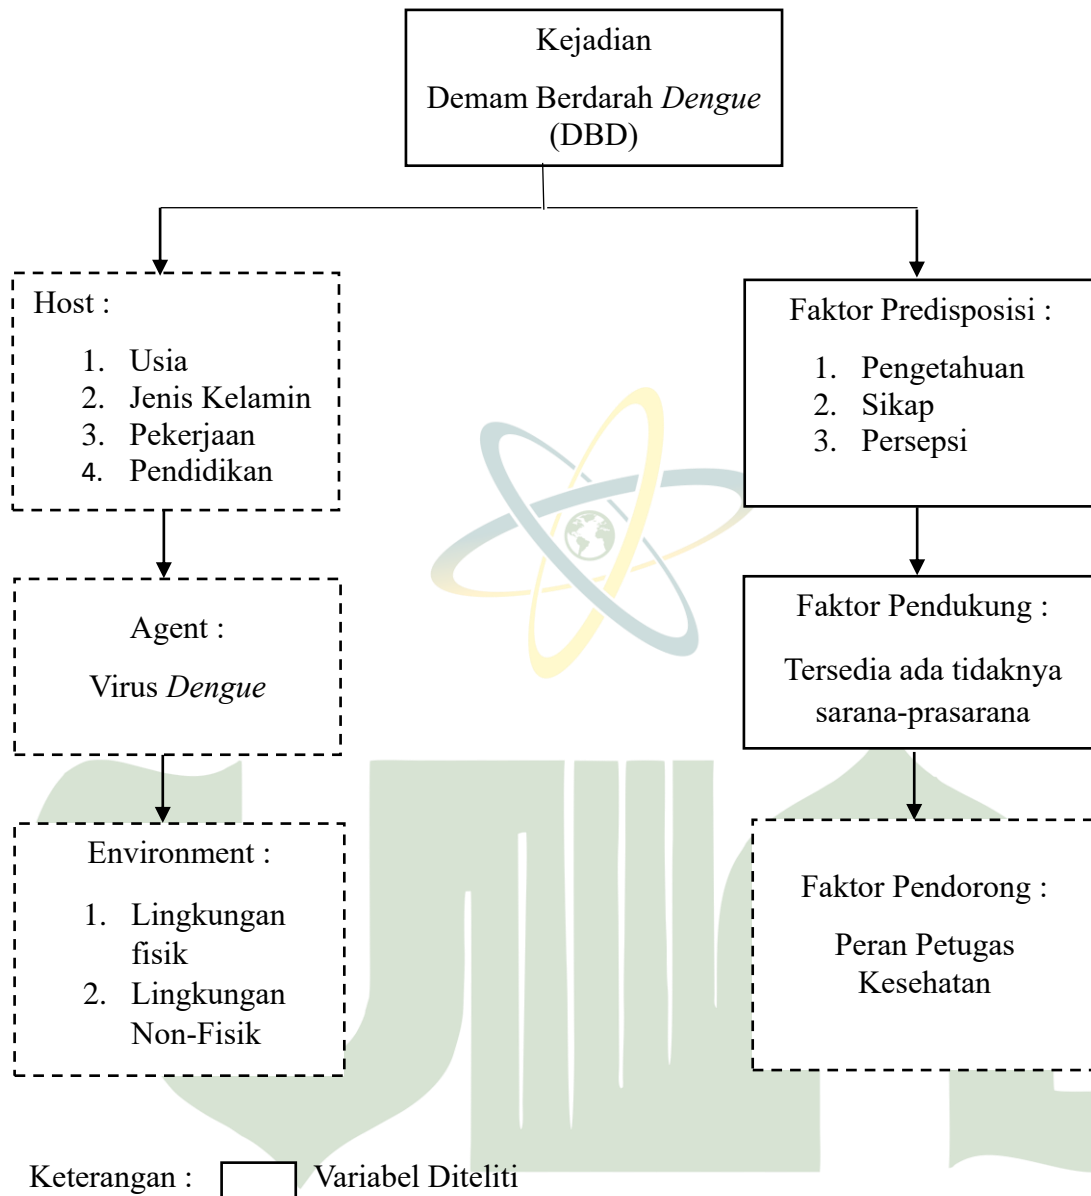 Kejadian
Demam Berdarah Dengue
(DBD)
Host :
1. Usia
2. Jenis Kelamin
3. Pekerjaan
4. Pendidikan
Faktor Predisposisi :
1. Pengetahuan
2. Sikap
3. Persepsi
Agent :
Virus Dengue
Faktor Pendukung :
Tersedia ada tidaknya
sarana-prasarana
Environment :
1. Lingkungan
fisik
2. Lingkungan
Non-Fisik
Faktor Pendorong :
Peran Petugas
Kesehatan
Keterangan : Variabel Diteliti